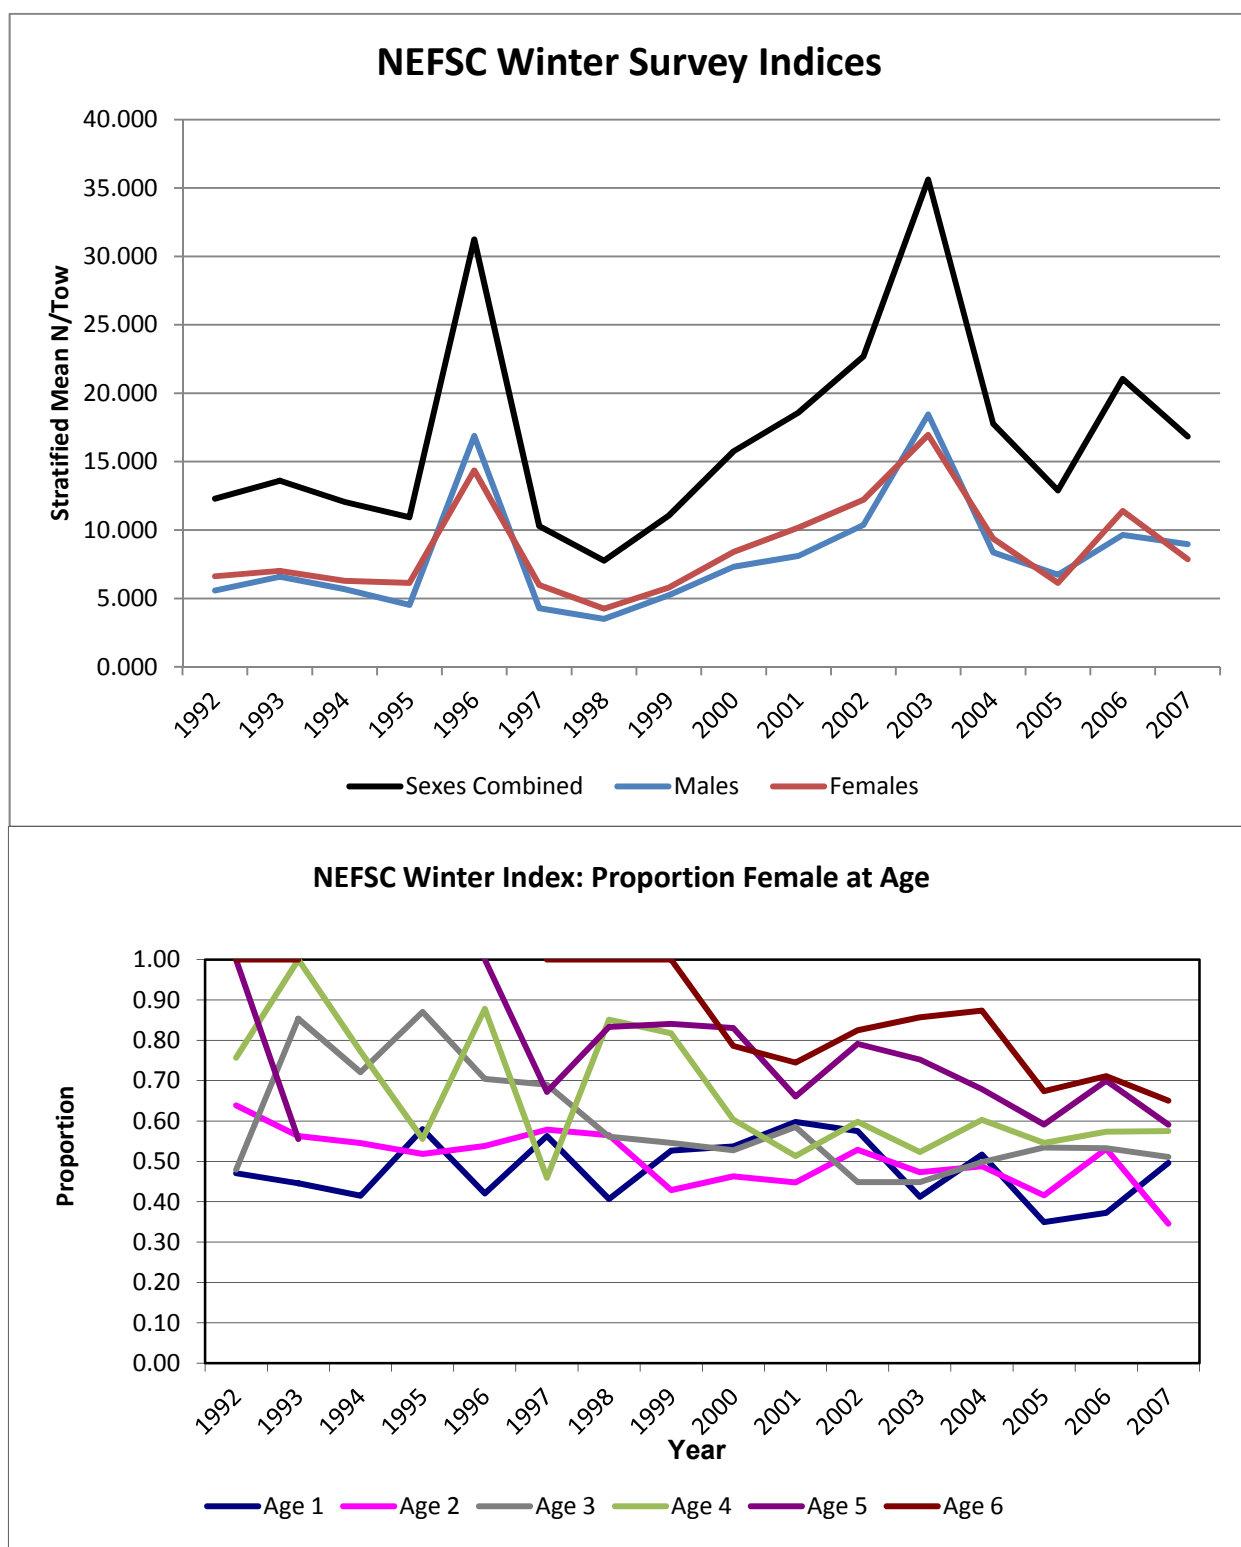 NEFSC Winter Survey Indices
Stratified Mean N/Tow
40.000
35.000
30.000
25.000
20.000
15.000
10.000
5.000
0.000
1992 1993 1994 1995 1996 1997 1998 1999 2000 2001 2002 2003 2004 2005 2006 2007
Sexes Combined Males Females
NEFSC Winter Index: Proportion Female at Age
Proportion
1.00
0.90
0.80
0.70
0.60
0.50
0.40
0.30
0.20
0.10
0.00
1992 1993 1994 1995 1996 1997 1998 1999 2000 2001 2002 2003 2004 2005 2006 2007
Year
Age 1 Age 2 Age 3 Age 4 Age 5 Age 6